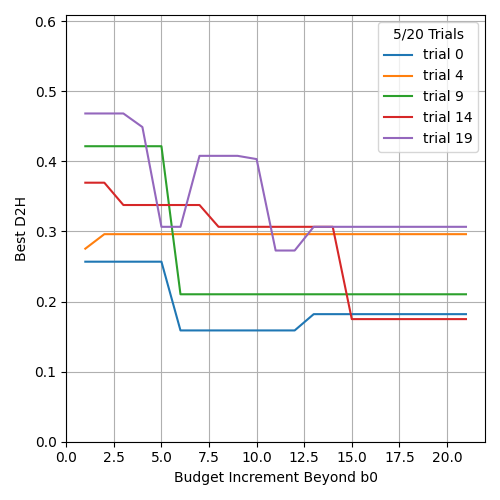 5/20 Trials
trial 0
trial 4
trial 9
trial 14
trial 19
Best D2H
0.6
0.5
0.4
0.3
0.2
0.1
0.0
0.0 2.5 5.0 7.5 10.0 12.5 15.0 17.5 20.0
Budget Increment Beyond b0